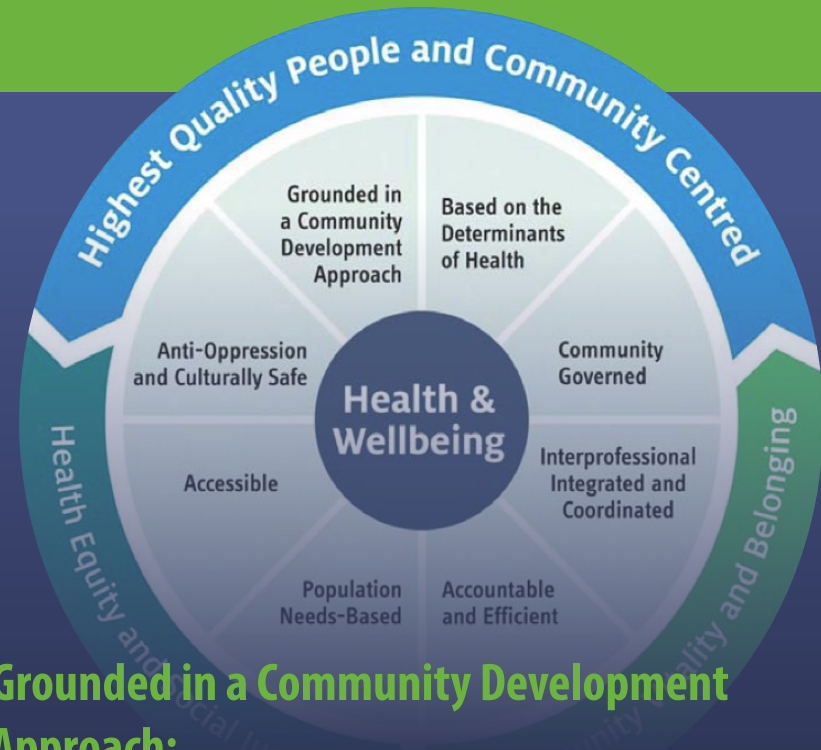 Highest Quality People and Community Centred
Grounded in
a Community
Development
Approach
Based on the
Determinants
of Health
Anti-Oppression
and Culturally Safe
Community
Governed
Health &
Wellbeing
Accessible
Interprofessional
Integrated and
Coordinated
Population
Needs-Based
Accountable
and Efficient
Health Equity and Social
and Belonging
Grounded in a Community Development
Approach: